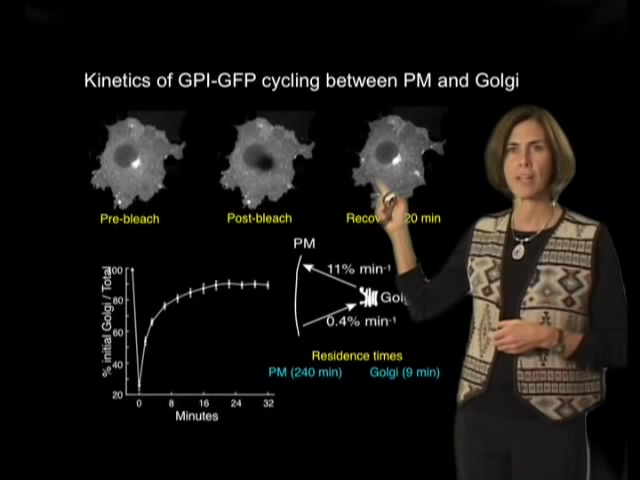 Kinetics of GPI-GFP cycling between PM and Golgi
Pre-bleach
Post-bleach
20 min
PM
11% min-1
0.4% min-1
Residence times
PM (240 min)
Golgi (9 min)
% initial Golgi / Total
100
80
60
40
20
0
8
16
24
32
Minutes